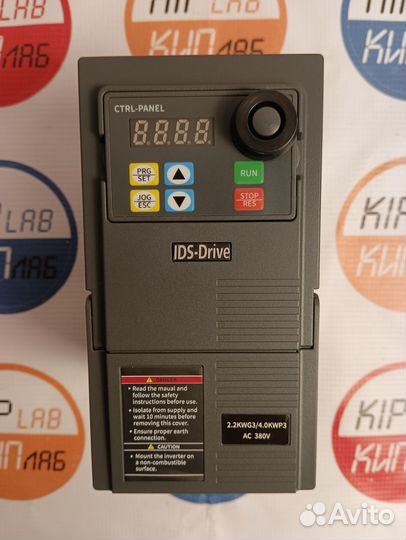 KIP LAB
КИП ЛАБ
CTRL-PANEL
8.8.8.8
PRG
SET
JOG
ESC
RUN
STOP
RES
IDS-Drive
DANGER
• Read the maual and
follow the safety
instructions before use.
• Isolate from supply and
wait 10 minutes before
removing this cover.
• Ensure proper earth
connection.
CAUTION
• Mount the inverter on
a non-combustible
surface.
2.2KWG3/4.0KWP3
AC 380V
Avito